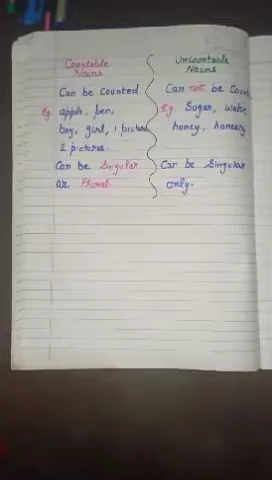 Countable Nouns
Can be Counted
Eg apple, pen,
boy, girl, 1 picture
2 pictures.
Can be Singular
or Plural
Uncountable Nouns
Can not be Coun
Eg Sugar, water
honey, honesty
Can be Singular
only.